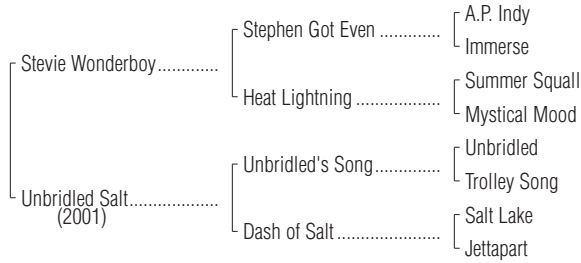 A.P. Indy
Stephen Got Even ..............
Immerse
Stevie Wonderboy.............
Summer Squall
Heat Lightning ..................
Mystical Mood
Unbridled
Unbridled's Song...............
Trolley Song
Unbridled Salt...................
(2001)
Salt Lake
Dash of Salt ......................
Jettapart